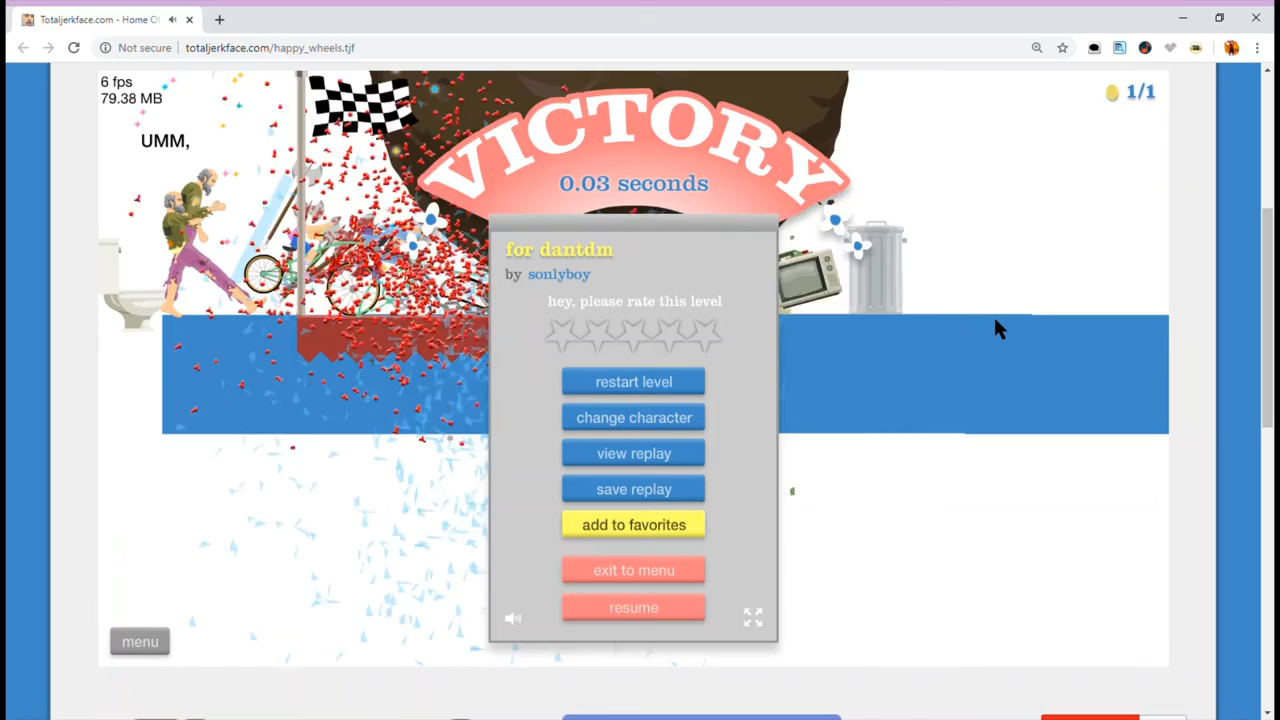 Totaljerkface.com - Home Of
Not secure
totaljerkface.com/happy_wheels.tjf
6 fps
79.38 MB
UMM,
1/1
VICTORY
0.03 seconds
for dantdm
by sonlyboy
hey, please rate this level
restart level
change character
view replay
save replay
add to favorites
exit to menu
resume
menu